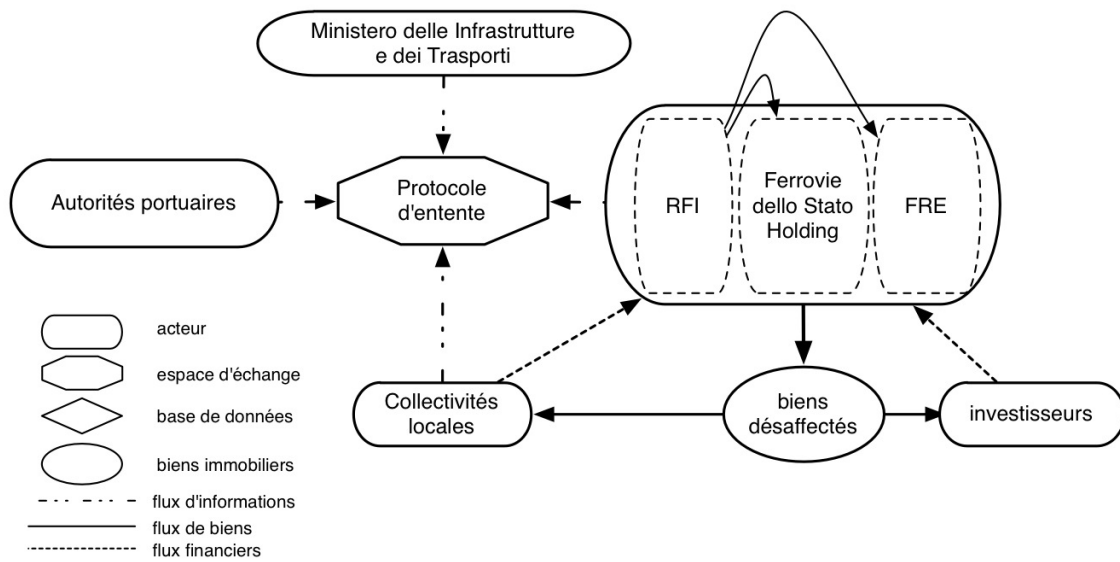 Ministero delle Infrastrutture
e dei Trasporti
Autorités portuaires
Protocole
d'entente
RFI
Ferrovie
dello Stato
Holding
FRE
acteur
espace d'échange
base de données
biens immobiliers
flux d'informations
flux de biens
flux financiers
Collectivités
locales
biens
désaffectés
investisseurs